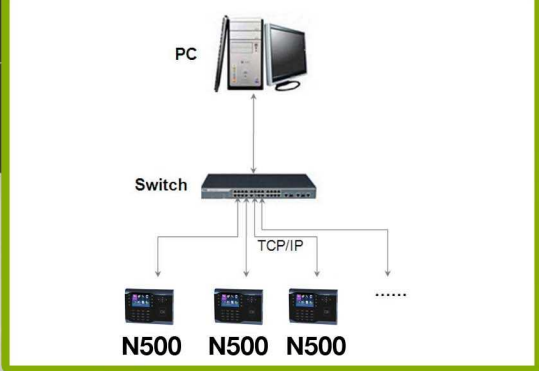 PC
Switch
TCP/IP
......
N500 N500 N500